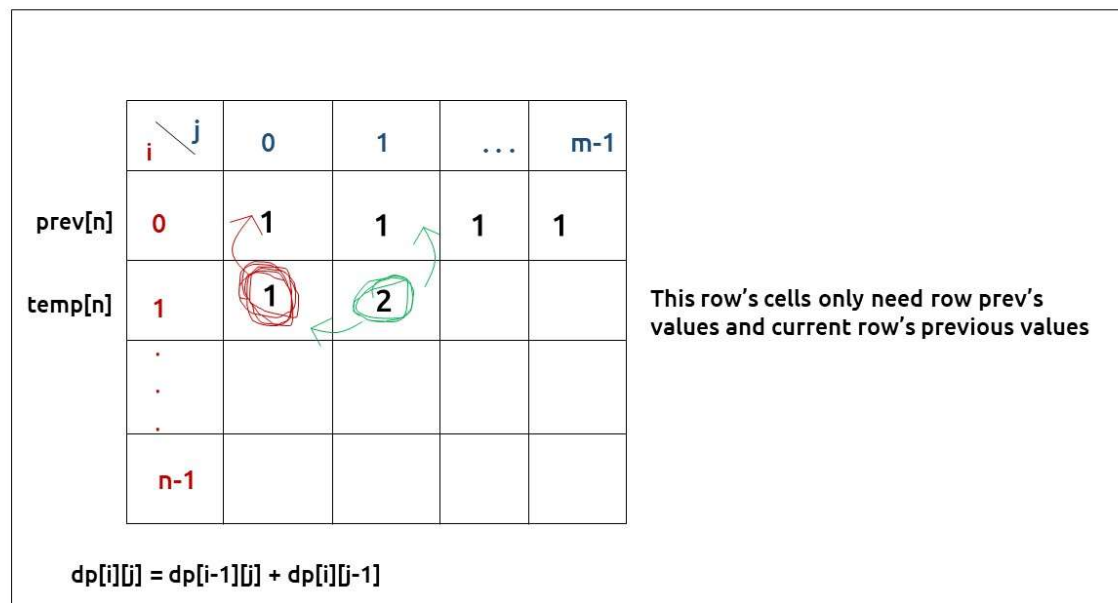 i j 0 1 ... m-1
prev[n] 0 1 1 1 1
temp[n] 1 1 2
This row's cells only need row prev's
values and current row's previous values
.
.
.
n-1
dp[i][j] = dp[i-1][j] + dp[i][j-1]